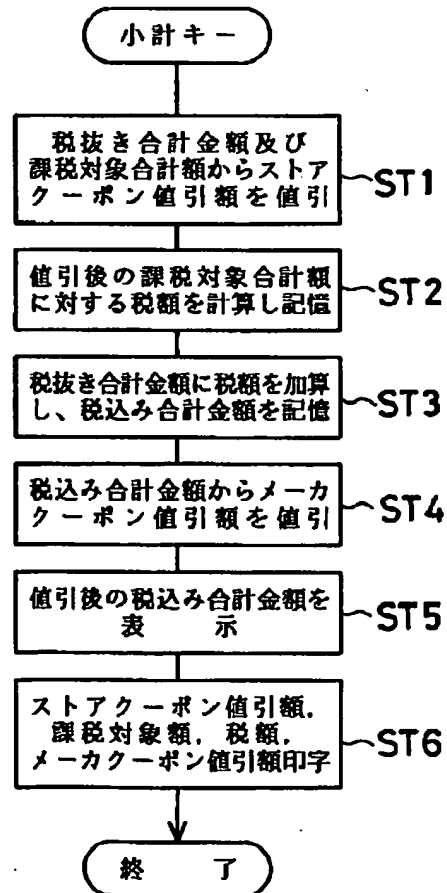 小計キー
税抜き合計金額及び
課税対象合計額からストア
クーポン値引額を値引
ST1
値引後の課税対象合計額
に対する税額を計算し記憶
ST2
税抜き合計金額に税額を加算
し、税込み合計金額を記憶
ST3
税込み合計金額からメーカ
クーポン値引額を値引
ST4
値引後の税込み合計金額を
表示
ST5
ストアクーポン値引額,
課税対象額, 税額,
メーカクーポン値引額印字
ST6
終了